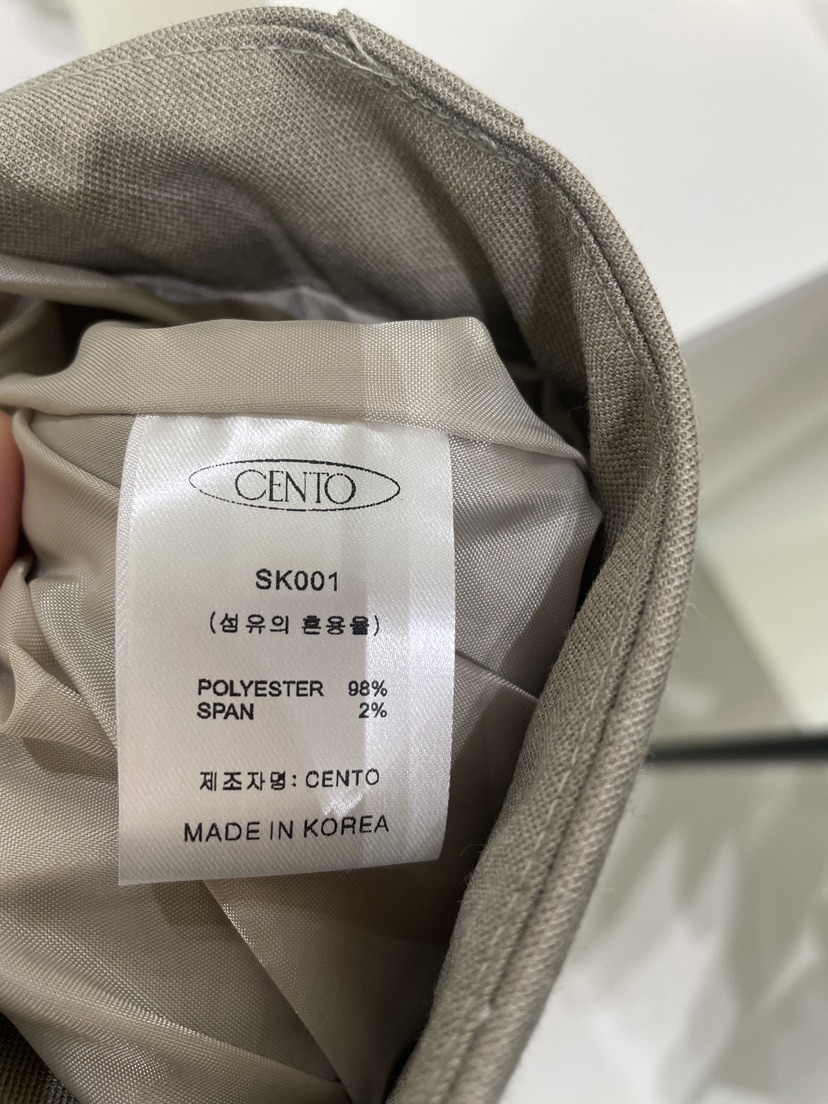 CENTO
SK001
(섬유의 혼용율)
POLYESTER 98%
SPAN 2%
제조자명: CENTO
MADE IN KOREA